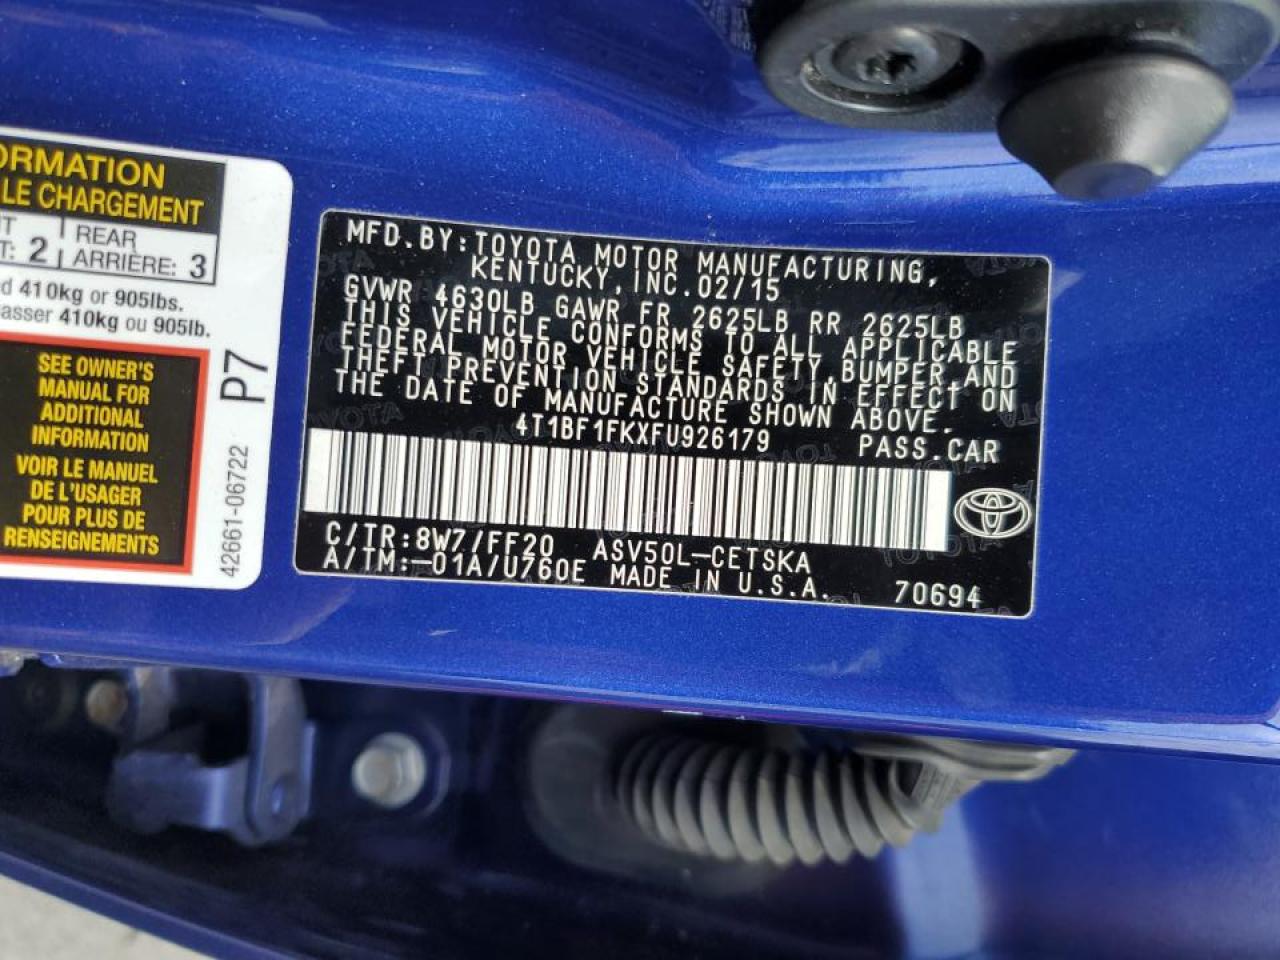 ORMATION
LE CHARGEMENT
2 | REAR
ARRIÈRE: 3
d 410kg or 905lbs.
asser 410kg ou 905lb.
SEE OWNER'S
MANUAL FOR
ADDITIONAL
INFORMATION
VOIR LE MANUEL
DE L'USAGER
POUR PLUS DE
RENSEIGNEMENTS
42661-06722 P7
MFD.BY:TOYOTA MOTOR MANUFACTURING,
KENTUCKY,INC.02/15
GVWR 4630LB GAWR FR 2625LB RR 2625LB
THIS VEHICLE CONFORMS TO ALL APPLICABLE
FEDERAL MOTOR VEHICLE SAFETY,BUMPER,AND
THEFT PREVENTION STANDARDS IN EFFECT ON
THE DATE OF MANUFACTURE SHOWN ABOVE.
4T1BF1FKXFU926179 PASS.CAR
C/TR:8W7/FF20 ASV50L-CETSKA
A/TM:-01A/U760E MADE IN U.S.A. 70694